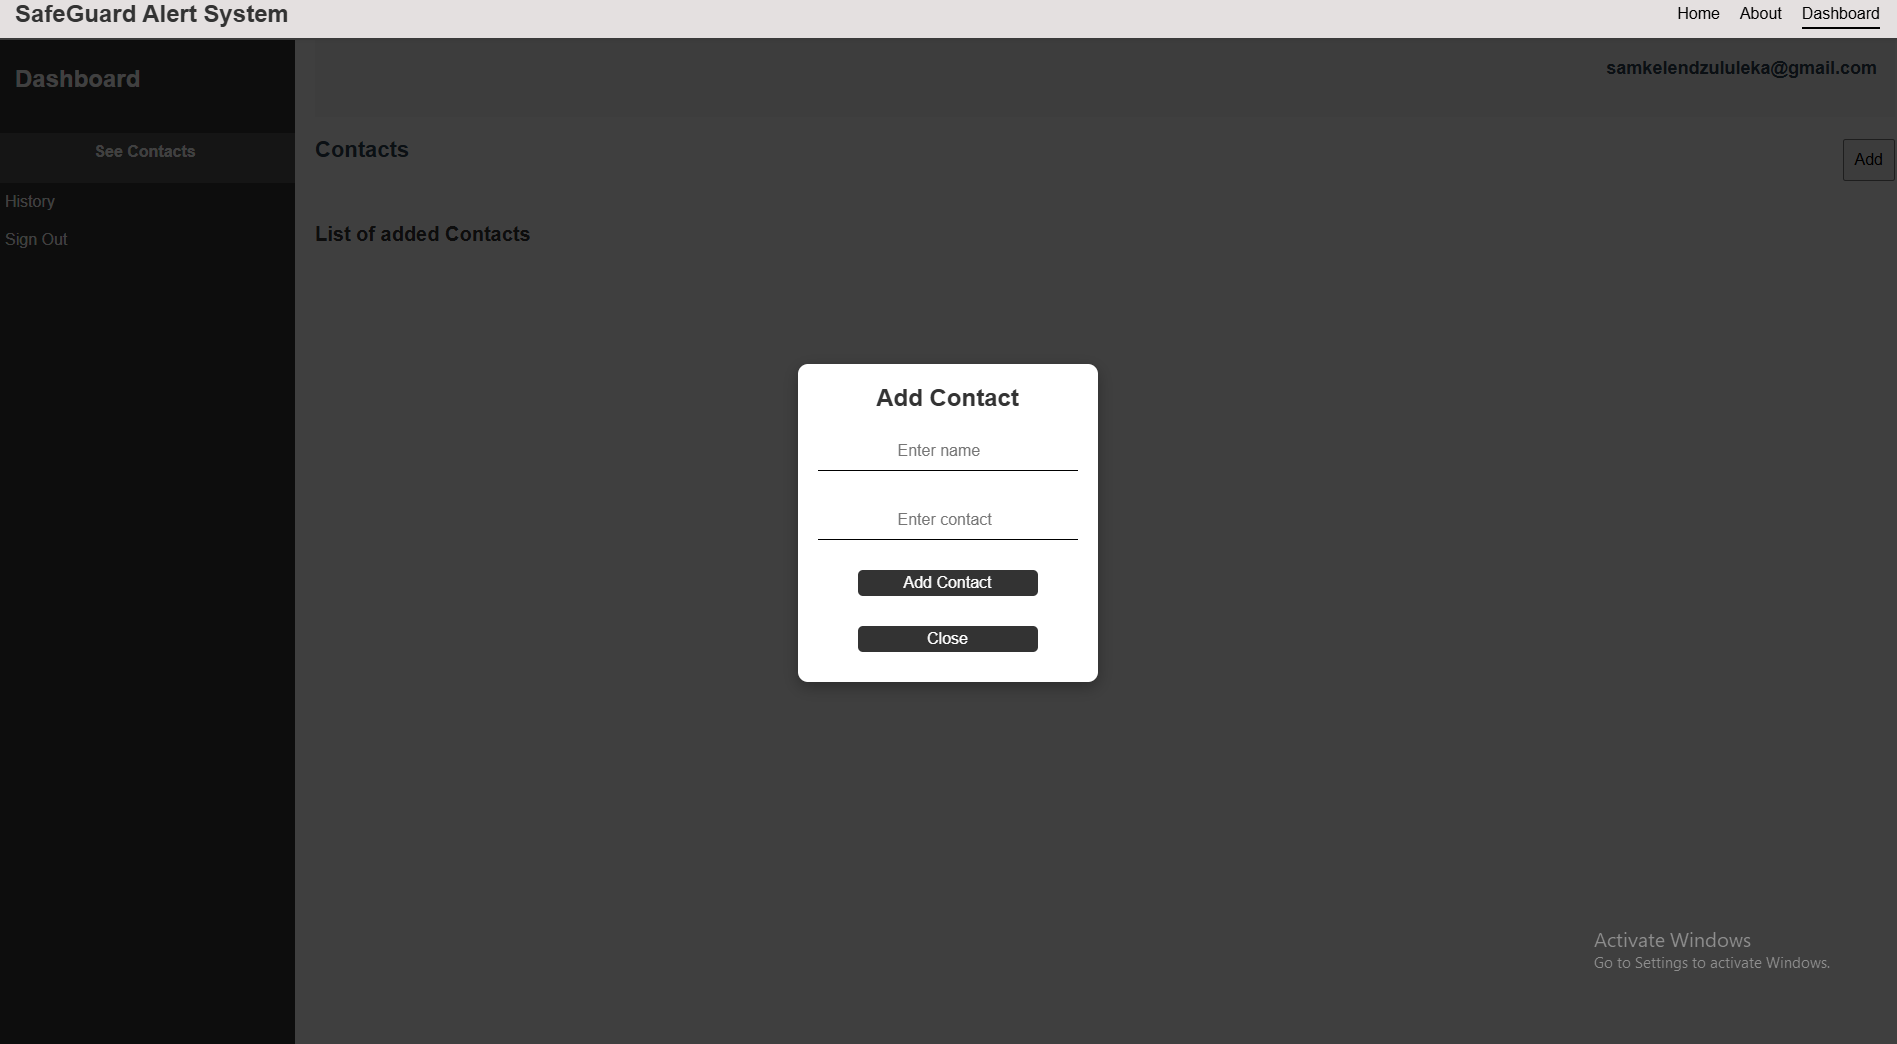 SafeGuard Alert System
Home About Dashboard
Dashboard
samkelendzululeka@gmail.com
See Contacts
Contacts
Add
History
Sign Out
List of added Contacts
Add Contact
Enter name
Enter contact
Add Contact
Close
Activate Windows
Go to Settings to activate Windows.